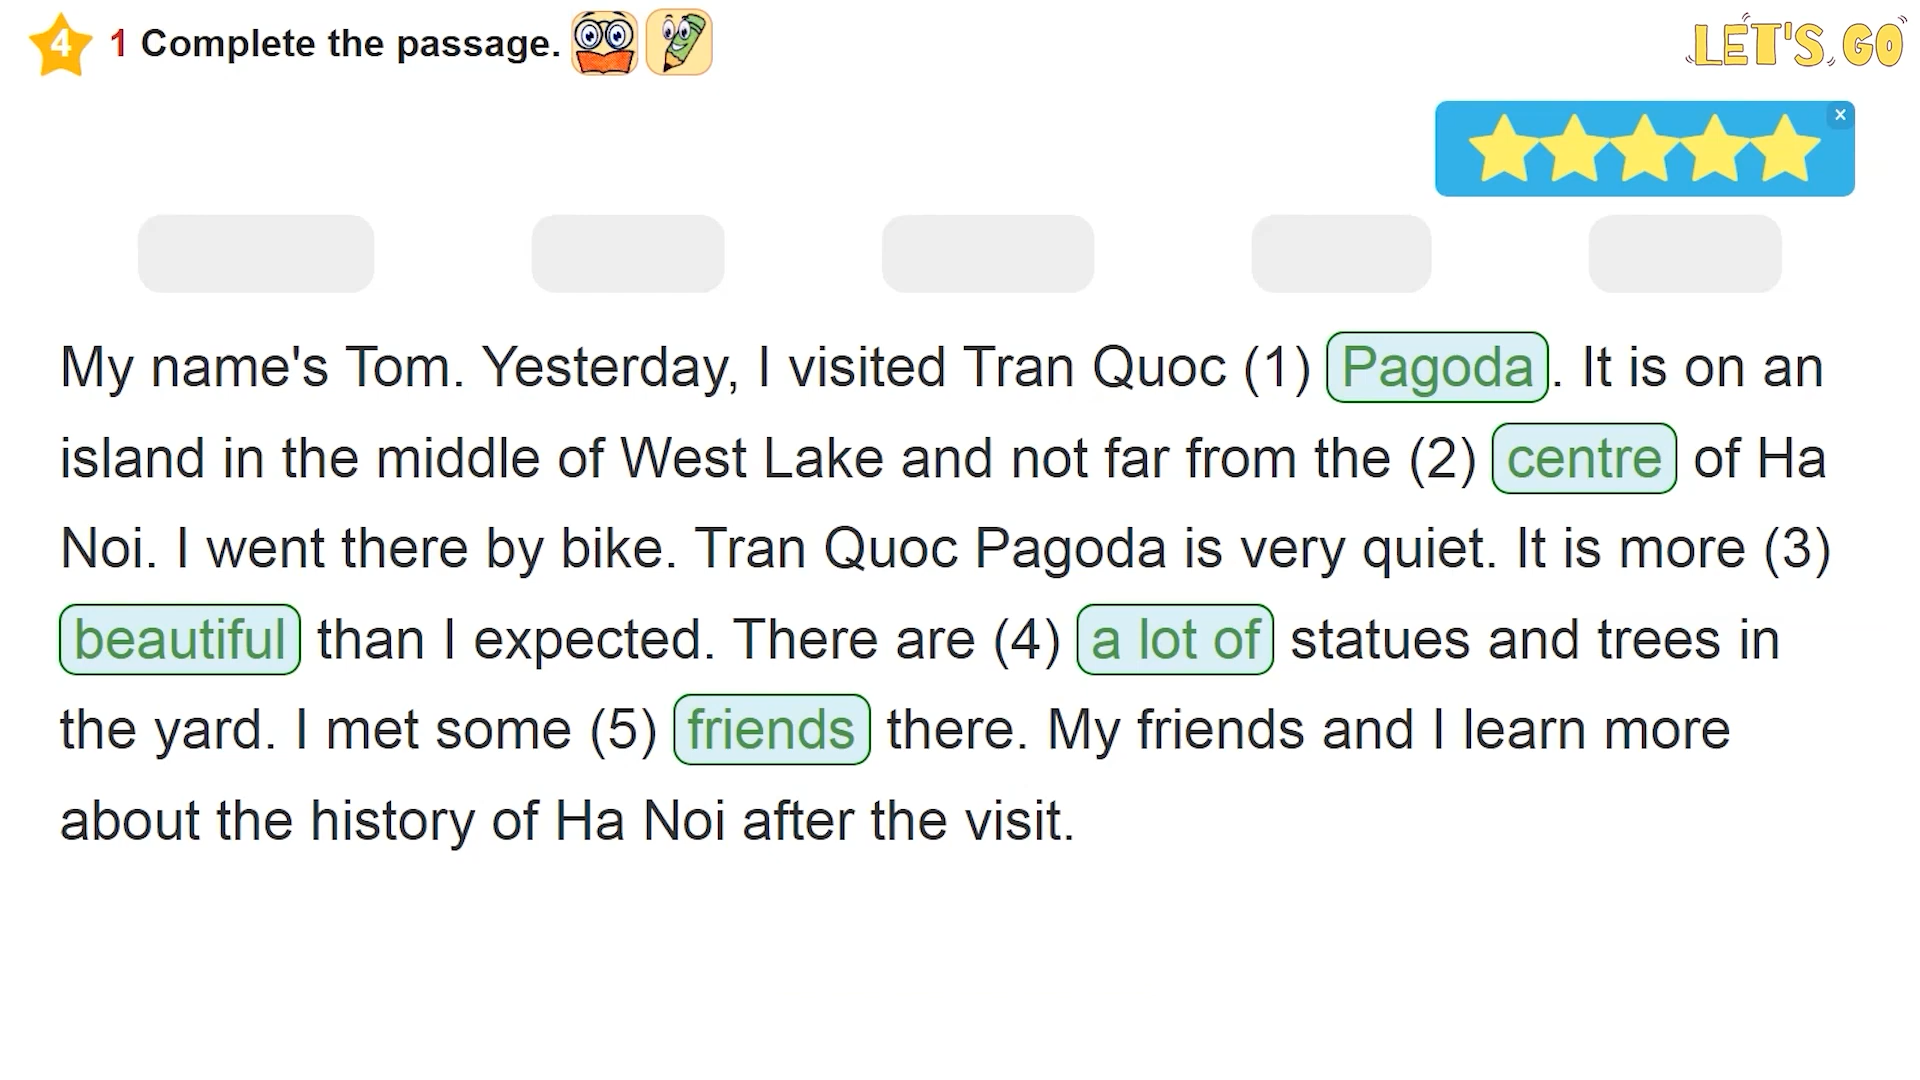 4 1 Complete the passage.
LET'S GO
×
My name's Tom. Yesterday, I visited Tran Quoc (1) Pagoda. It is on an
island in the middle of West Lake and not far from the (2) centre of Ha
Noi. I went there by bike. Tran Quoc Pagoda is very quiet. It is more (3)
beautiful than I expected. There are (4) a lot of statues and trees in
the yard. I met some (5) friends there. My friends and I learn more
about the history of Ha Noi after the visit.